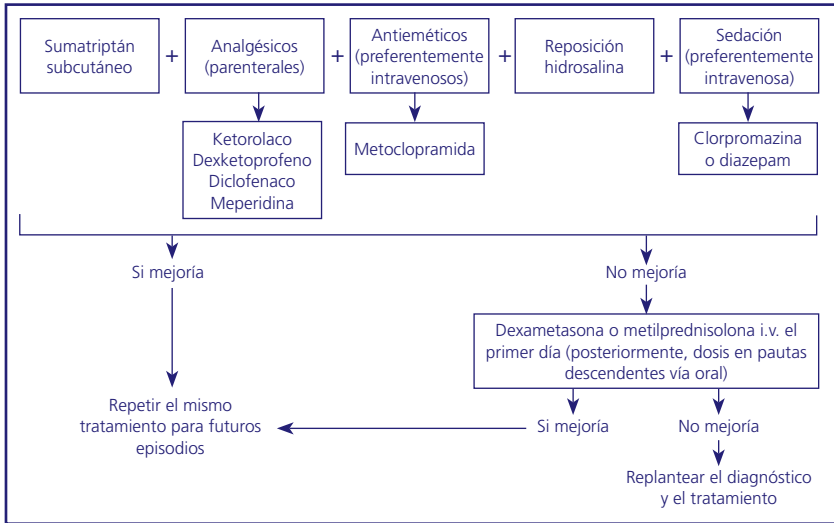 Sumatriptán
subcutáneo
+
Analgésicos
(parenterales)
+
Antieméticos
(preferentemente
intravenosos)
+
Reposición
hidrosalina
+
Sedación
(preferentemente
intravenosa)
Ketorolaco
Dexketoprofeno
Diclofenaco
Meperidina
Metoclopramida
Clorpromazina
o diazepam
Si mejoría
No mejoría
Dexametasona o metilprednisolona i.v. el
primer día (posteriormente, dosis en pautas
descendentes vía oral)
Repetir el mismo
tratamiento para futuros
episodios
Si mejoría
No mejoría
Replantear el diagnóstico
y el tratamiento